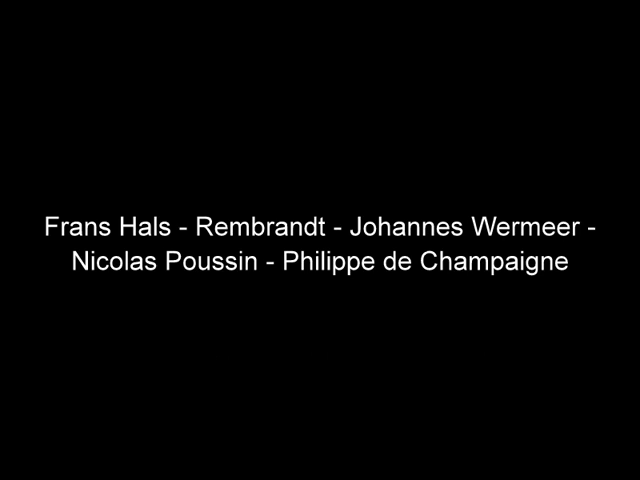 Frans Hals - Rembrandt - Johannes Wermeer -
Nicolas Poussin - Philippe de Champaigne